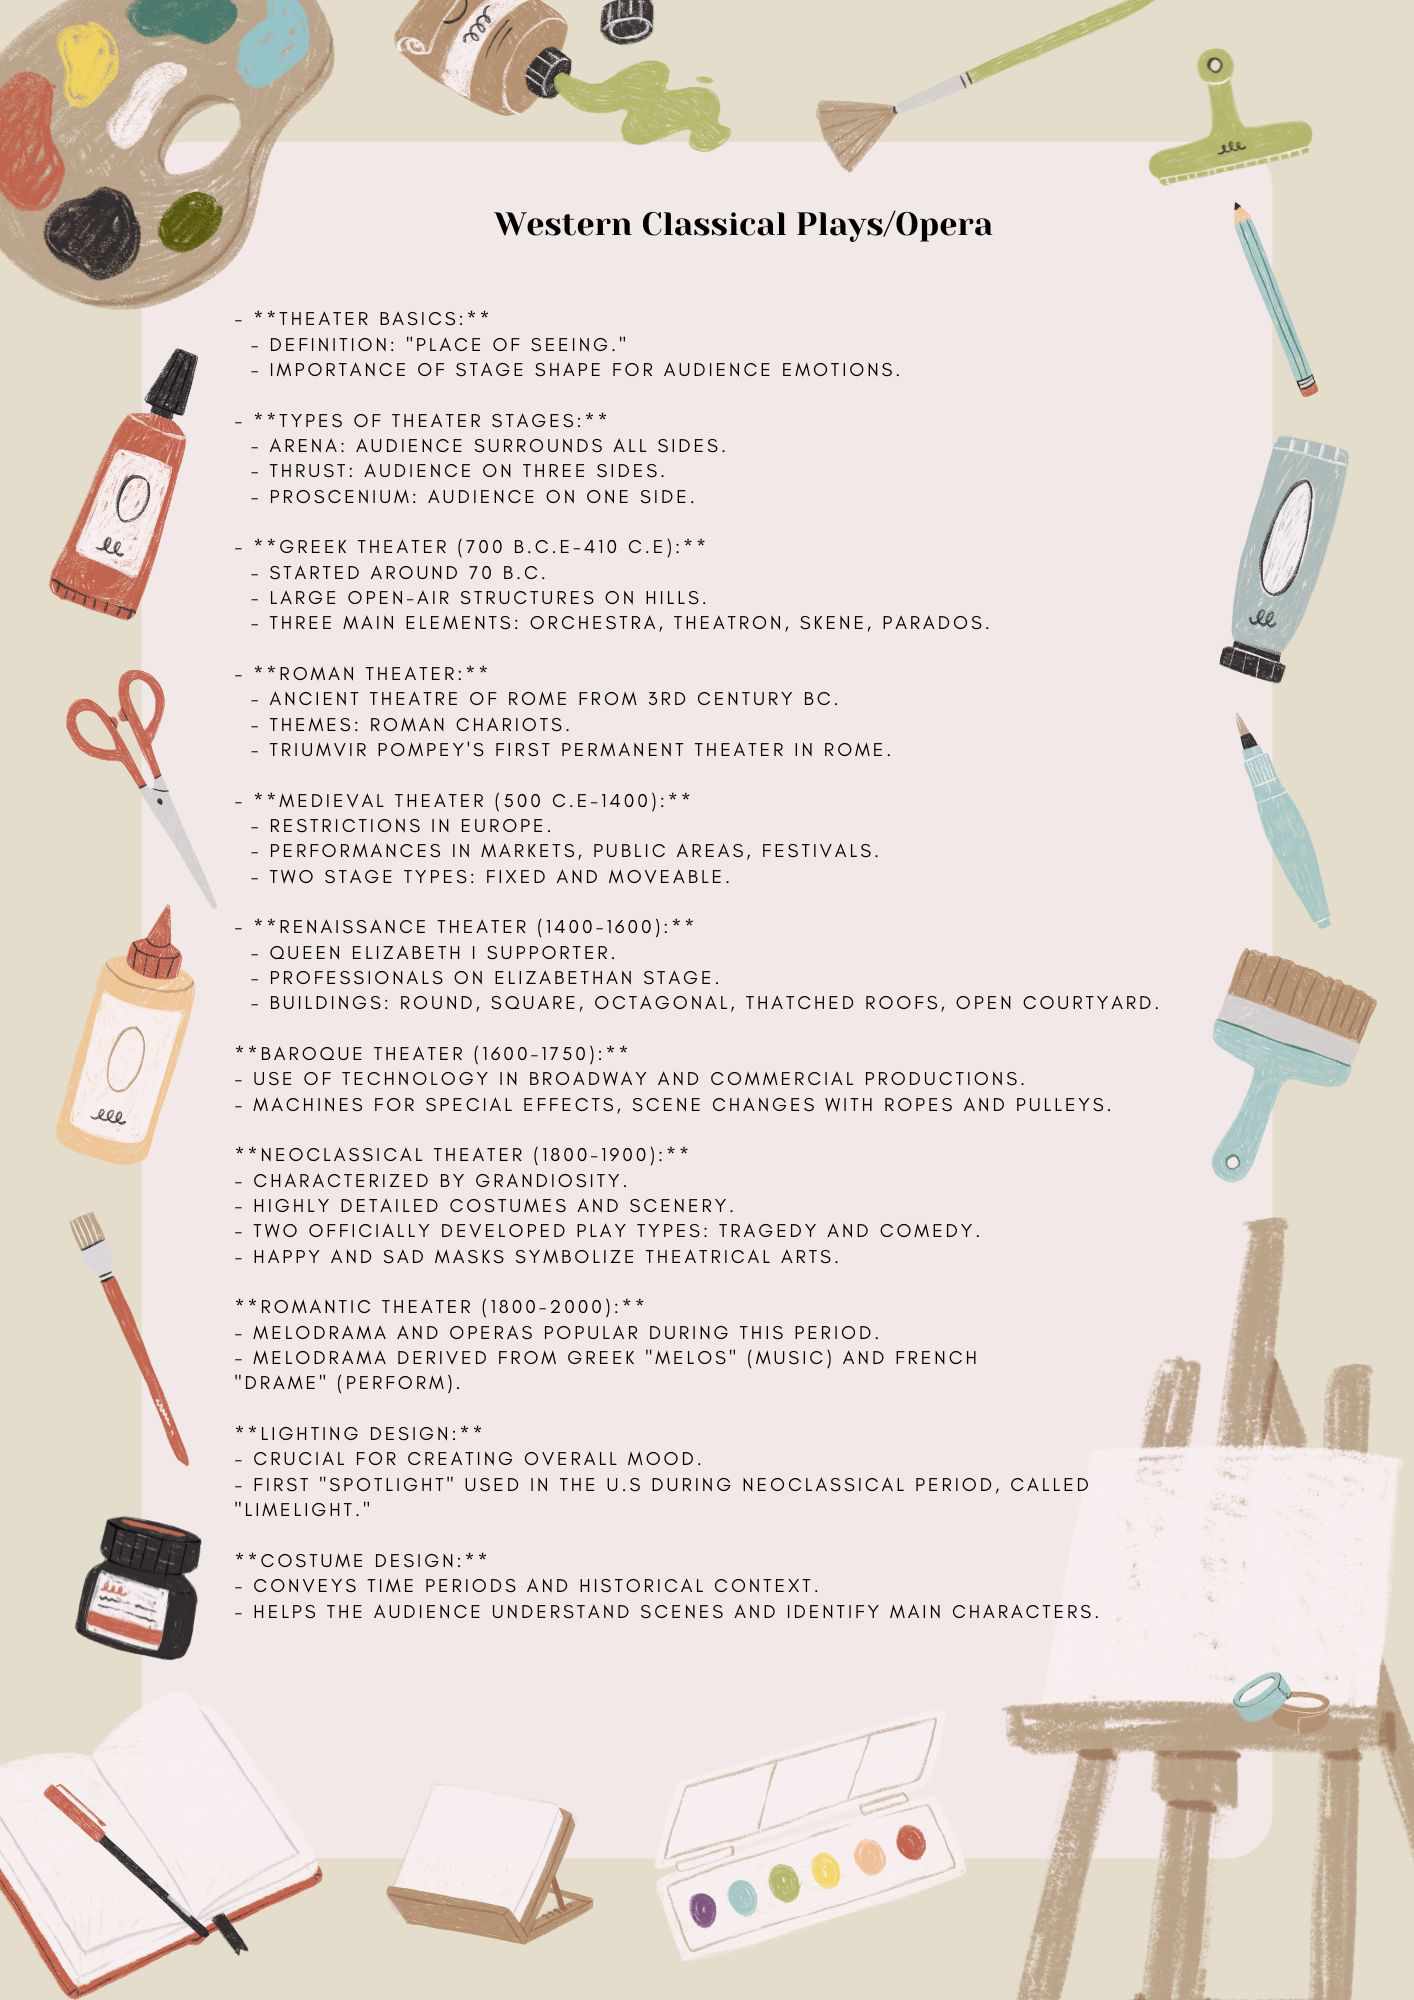 Western Classical Plays/Opera
- **THEATER BASICS:**
- DEFINITION: "PLACE OF SEEING."
- IMPORTANCE OF STAGE SHAPE FOR AUDIENCE EMOTIONS.
- **TYPES OF THEATER STAGES:**
- ARENA: AUDIENCE SURROUNDS ALL SIDES.
- THRUST: AUDIENCE ON THREE SIDES.
- PROSCENIUM: AUDIENCE ON ONE SIDE.
- **GREEK THEATER (700 B.C.E-410 C.E):**
- STARTED AROUND 70 B.C.
- LARGE OPEN-AIR STRUCTURES ON HILLS.
- THREE MAIN ELEMENTS: ORCHESTRA, THEATRON, SKENE, PARADOS.
- **ROMAN THEATER:**
- ANCIENT THEATRE OF ROME FROM 3RD CENTURY BC.
- THEMES: ROMAN CHARIOTS.
- TRIUMVIR POMPEY'S FIRST PERMANENT THEATER IN ROME.
- **MEDIEVAL THEATER (500 C.E-1400):**
- RESTRICTIONS IN EUROPE.
- PERFORMANCES IN MARKETS, PUBLIC AREAS, FESTIVALS.
- TWO STAGE TYPES: FIXED AND MOVEABLE.
- **RENAISSANCE THEATER (1400-1600):**
- QUEEN ELIZABETH I SUPPORTER.
- PROFESSIONALS ON ELIZABETHAN STAGE.
- BUILDINGS: ROUND, SQUARE, OCTAGONAL, THATCHED ROOFS, OPEN COURTYARD.
**BAROQUE THEATER (1600-1750):**
- USE OF TECHNOLOGY IN BROADWAY AND COMMERCIAL PRODUCTIONS.
- MACHINES FOR SPECIAL EFFECTS, SCENE CHANGES WITH ROPES AND PULLEYS.
**NEOCLASSICAL THEATER (1800-1900):**
- CHARACTERIZED BY GRANDIOSITY.
- HIGHLY DETAILED COSTUMES AND SCENERY.
- TWO OFFICIALLY DEVELOPED PLAY TYPES: TRAGEDY AND COMEDY.
- HAPPY AND SAD MASKS SYMBOLIZE THEATRICAL ARTS.
**ROMANTIC THEATER (1800-2000):**
- MELODRAMA AND OPERAS POPULAR DURING THIS PERIOD.
- MELODRAMA DERIVED FROM GREEK "MELOS" (MUSIC) AND FRENCH
"DRAME" (PERFORM).
**LIGHTING DESIGN:**
- CRUCIAL FOR CREATING OVERALL MOOD.
- FIRST "SPOTLIGHT" USED IN THE U.S DURING NEOCLASSICAL PERIOD, CALLED
"LIMELIGHT."
**COSTUME DESIGN:**
- CONVEYS TIME PERIODS AND HISTORICAL CONTEXT.
- HELPS THE AUDIENCE UNDERSTAND SCENES AND IDENTIFY MAIN CHARACTERS.